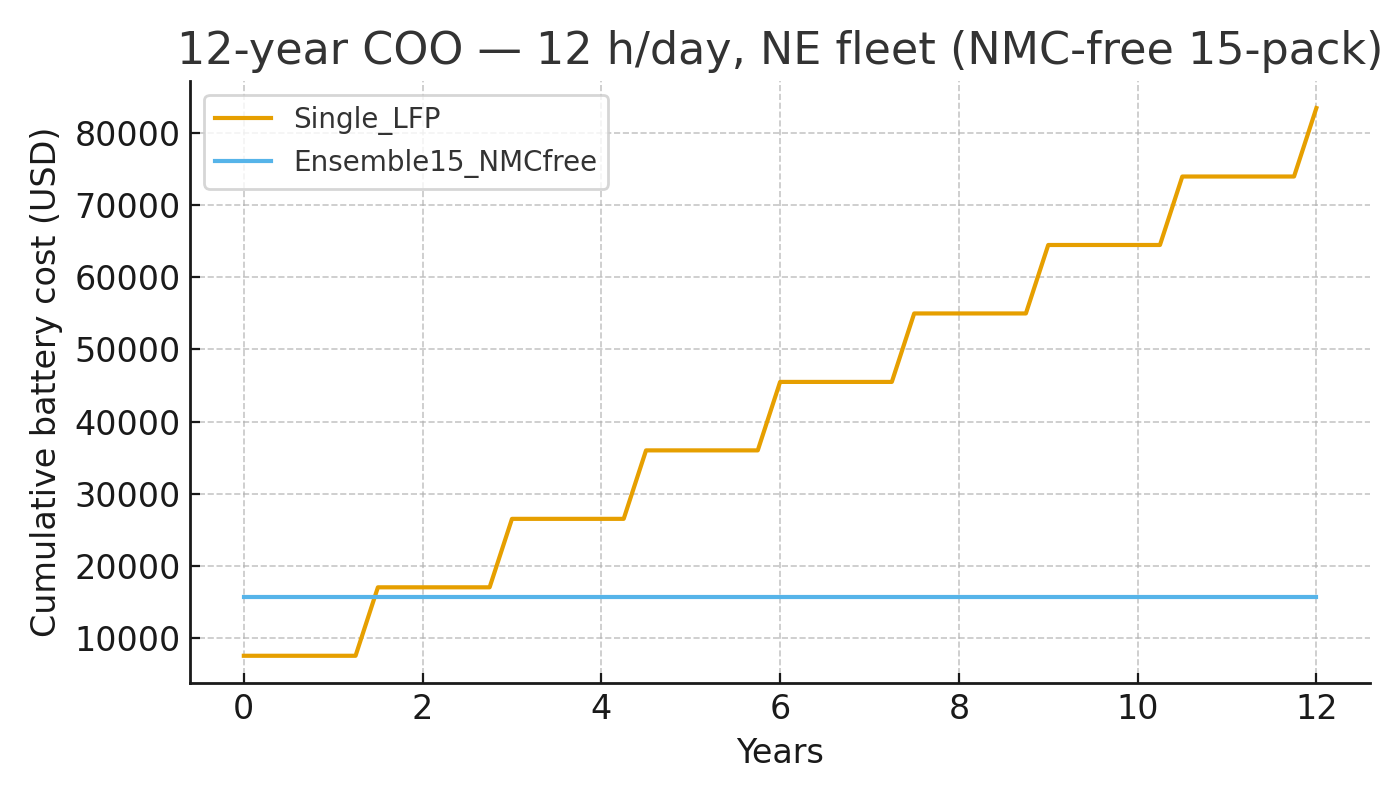 12-year COO — 12 h/day, NE fleet (NMC-free 15-pack)
Single_LFP
Ensemble15_NMCfree
Cumulative battery cost (USD)
80000
70000
60000
50000
40000
30000
20000
10000
0 2 4 6 8 10 12
Years